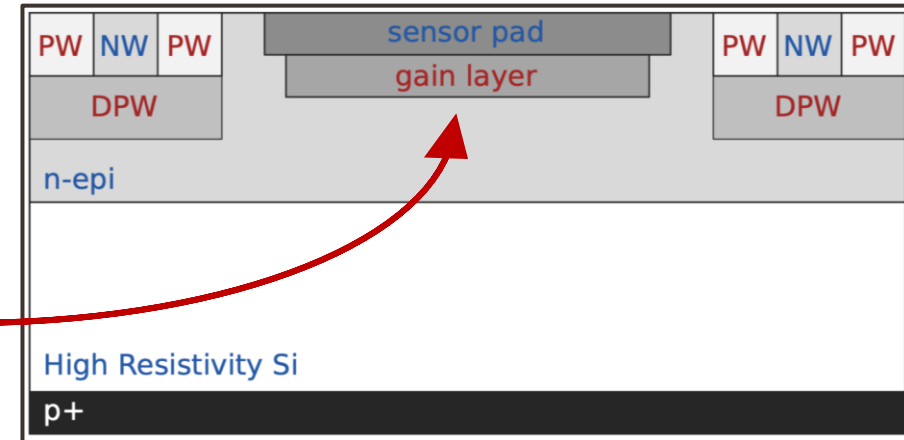 PW NW PW
sensor pad
PW NW PW
gain layer
DPW
DPW
n-epi
High Resistivity Si
p+